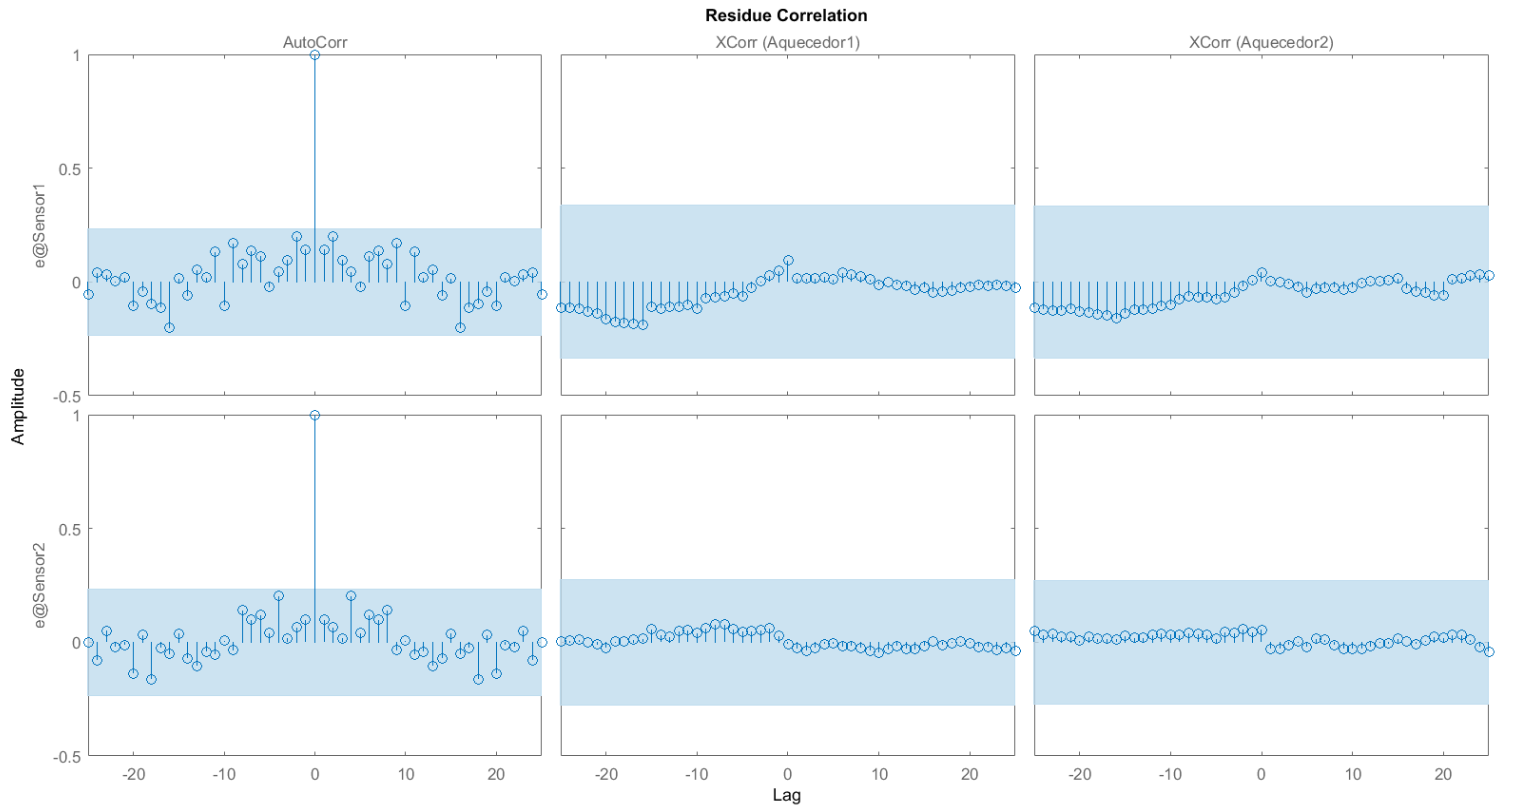 Residue Correlation
AutoCorr
XCorr (Aquecedor1)
XCorr (Aquecedor2)
1
0.5
0
-0.5
e@Sensor1
1
0.5
0
-0.5
e@Sensor2
Amplitude
-20 -10 0 10 20
-20 -10 0 10 20
-20 -10 0 10 20
Lag